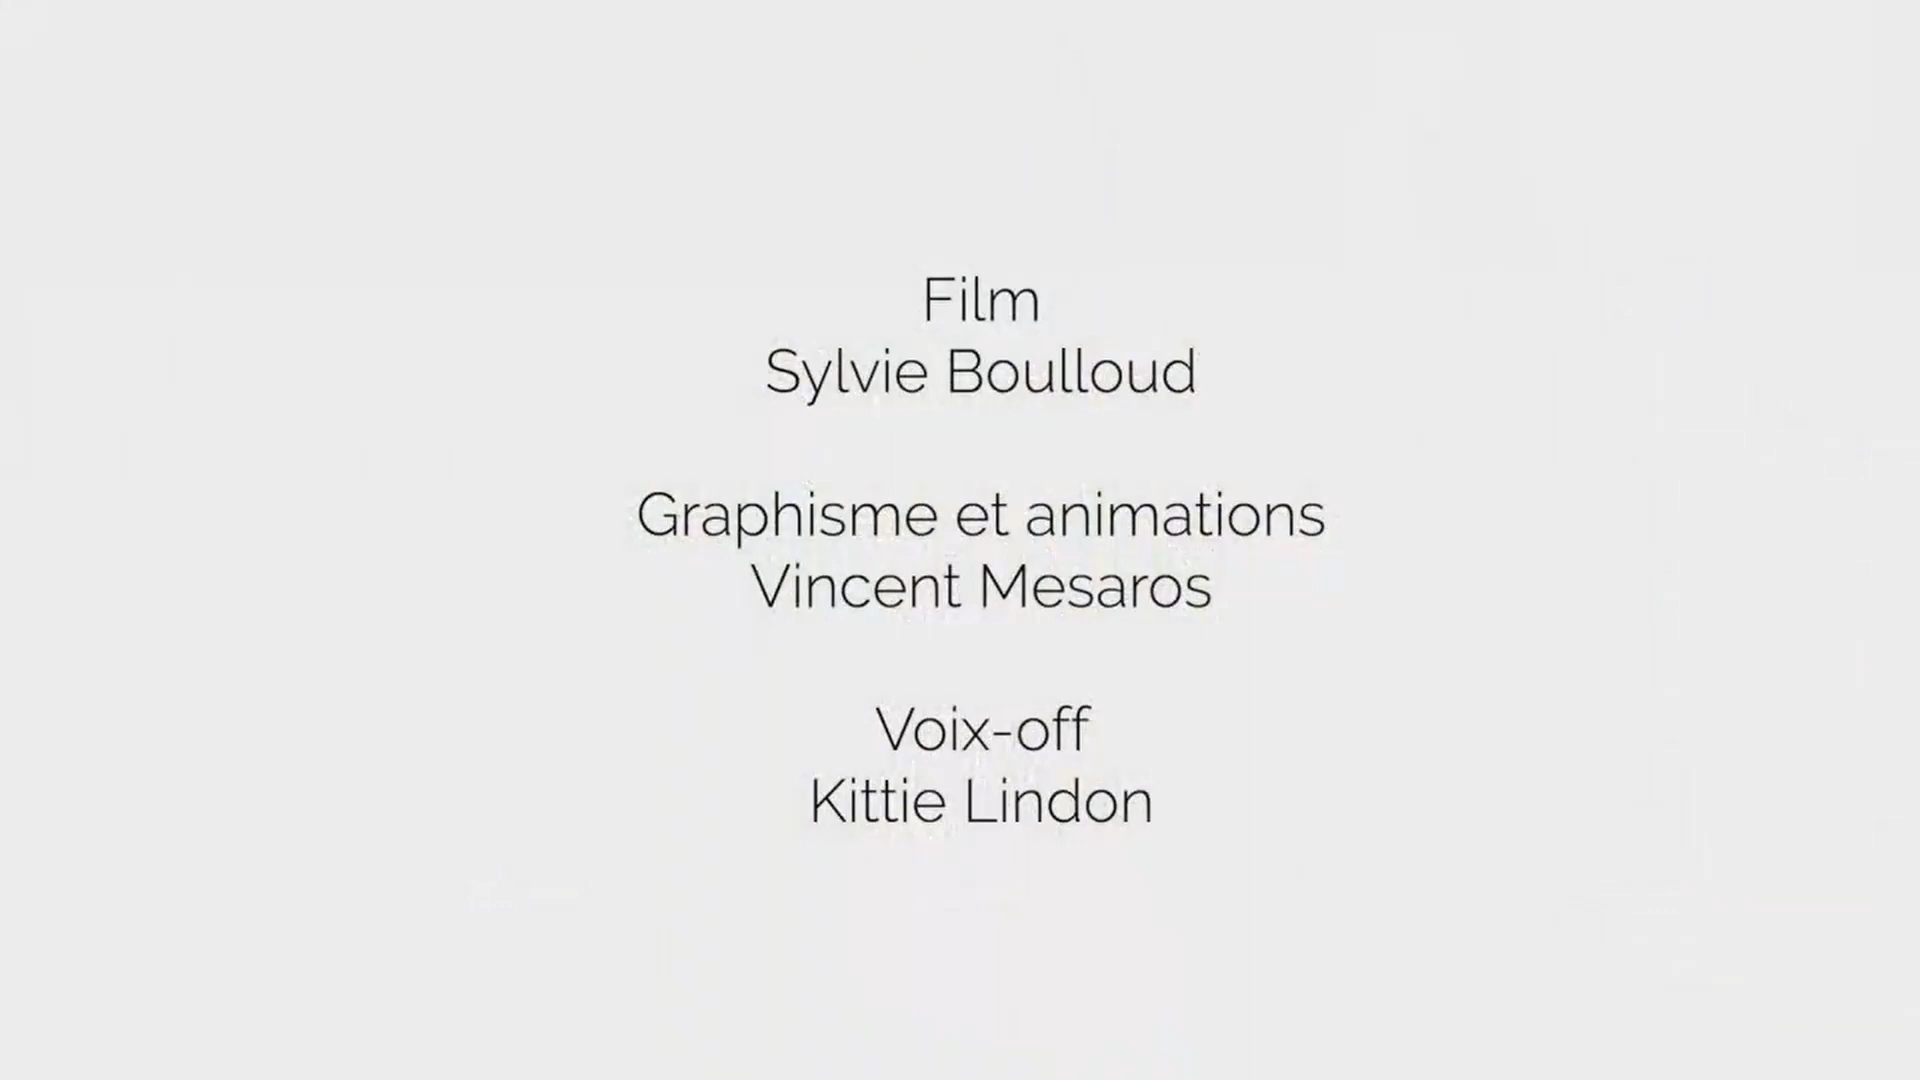 Film
Sylvie Boulloud
Graphisme et animations
Vincent Mesaros
Voix-off
Kittie Lindon